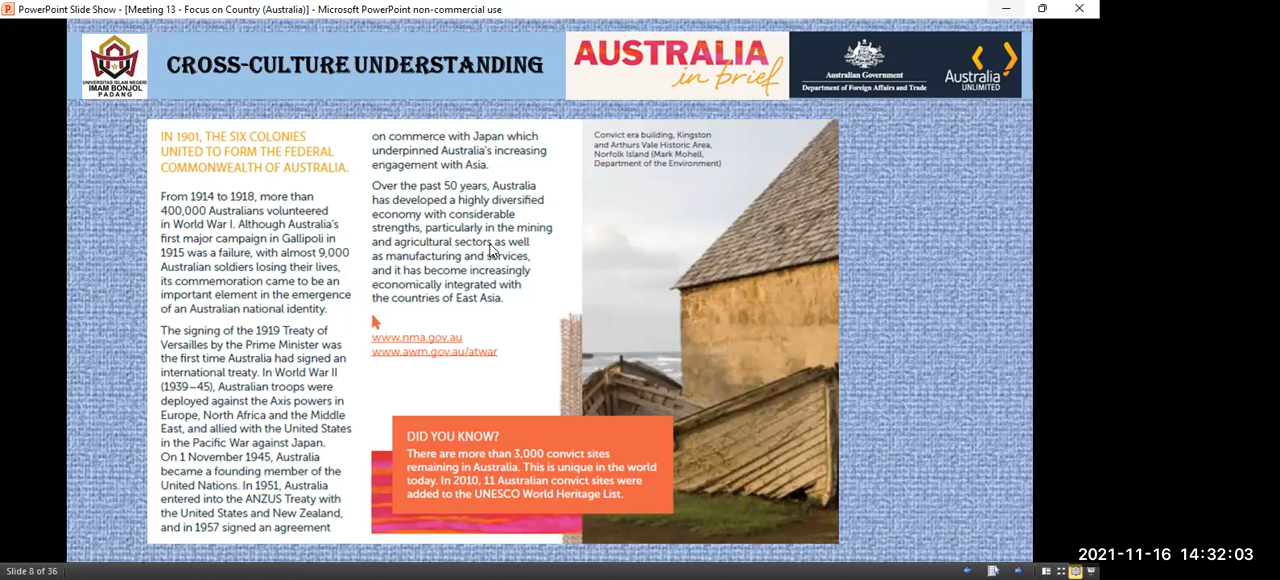 PowerPoint Slide Show - [Meeting 13 - Focus on Country (Australia)] - Microsoft PowerPoint non-commercial use
UNIVERSITAS ISLAM NEGERI
IMAM BONJOL
PADANG
CROSS-CULTURE UNDERSTANDING
AUSTRALIA
in brief
Australian Government
Department of Foreign Affairs and Trade
Australia
UNLIMITED
IN 1901, THE SIX COLONIES
UNITED TO FORM THE FEDERAL
COMMONWEALTH OF AUSTRALIA.
From 1914 to 1918, more than
400,000 Australians volunteered
in World War I. Although Australia's
first major campaign in Gallipoli in
1915 was a failure, with almost 9,000
Australian soldiers losing their lives,
its commemoration came to be an
important element in the emergence
of an Australian national identity.
The signing of the 1919 Treaty of
Versailles by the Prime Minister was
the first time Australia had signed an
international treaty. In World War II
(1939–45), Australian troops were
deployed against the Axis powers in
Europe, North Africa and the Middle
East, and allied with the United States
in the Pacific War against Japan.
On 1 November 1945, Australia
became a founding member of the
United Nations. In 1951, Australia
entered into the ANZUS Treaty with
the United States and New Zealand,
and in 1957 signed an agreement
on commerce with Japan which
underpinned Australia's increasing
engagement with Asia.
Over the past 50 years, Australia
has developed a highly diversified
economy with considerable
strengths, particularly in the mining
and agricultural sectors as well
as manufacturing and services,
and it has become increasingly
economically integrated with
the countries of East Asia.
www.nma.gov.au
www.awm.gov.au/atwar
Convict era building, Kingston
and Arthurs Vale Historic Area,
Norfolk Island (Mark Mohell,
Department of the Environment)
DID YOU KNOW?
There are more than 3,000 convict sites
remaining in Australia. This is unique in the world
today. In 2010, 11 Australian convict sites were
added to the UNESCO World Heritage List.
2021-11-16 14:32:03
Slide 8 of 36